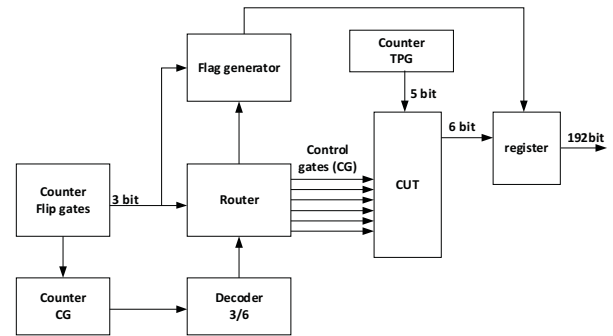 Flag generator
Counter
TPG
5 bit
6 bit
192bit
register
Control
gates (CG)
CUT
Counter
Flip gates
3 bit
Router
Counter
CG
Decoder
3/6